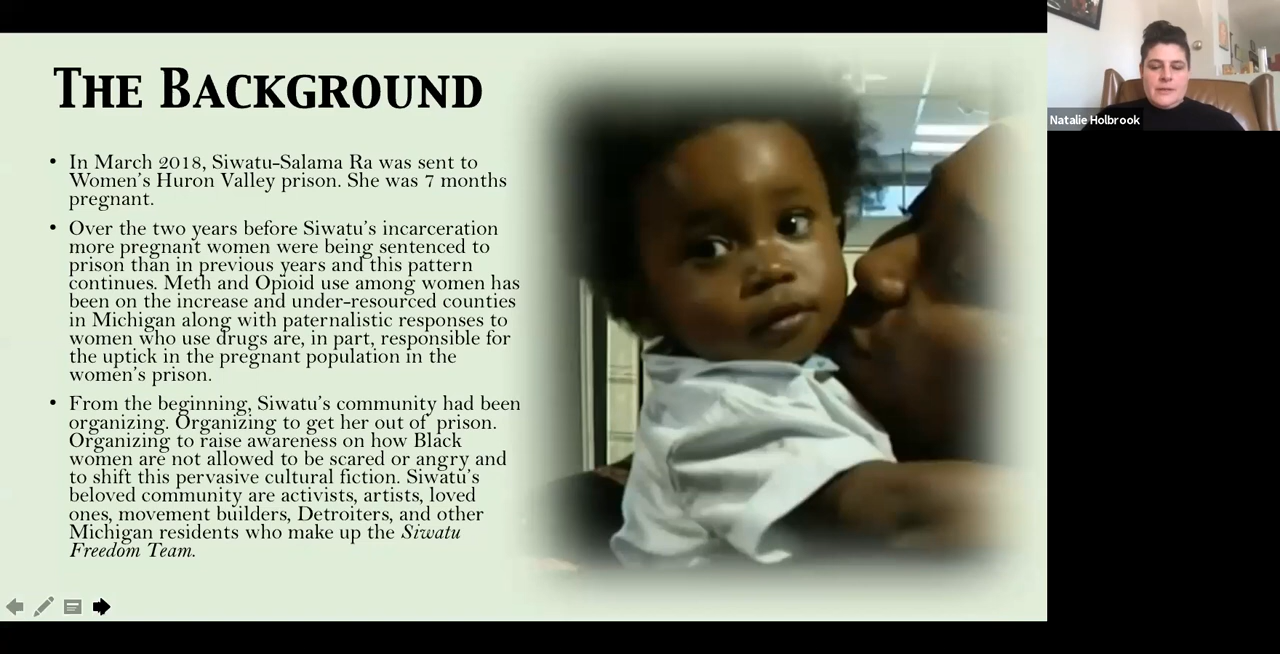 THE BACKGROUND
• In March 2018, Siwatu-Salama Ra was sent to
Women's Huron Valley prison. She was 7 months
pregnant.
• Over the two years before Siwatu's incarceration
more pregnant women were being sentenced to
prison than in previous years and this pattern
continues. Meth and Opioid use among women has
been on the increase and under-resourced counties
in Michigan along with paternalistic responses to
women who use drugs are, in part, responsible for
the uptick in the pregnant population in the
women's prison.
• From the beginning, Siwatu's community had been
organizing. Organizing to get her out of prison.
Organizing to raise awareness on how Black
women are not allowed to be scared or angry and
to shift this pervasive cultural fiction. Siwatu's
beloved community are activists, artists, loved
ones, movement builders, Detroiters, and other
Michigan residents who make up the Siwatu
Freedom Team.
Natalie Holbrook